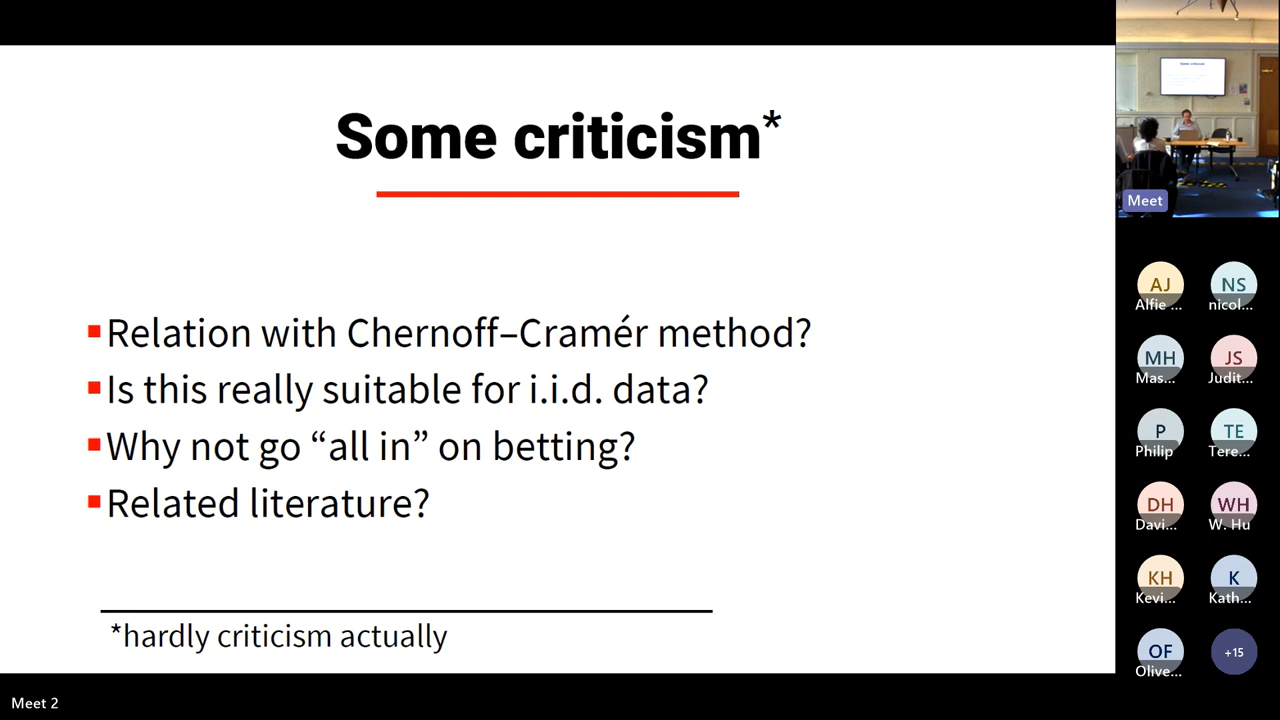 Some criticism*
▪Relation with Chernoff–Cramér method?
▪Is this really suitable for i.i.d. data?
▪Why not go “all in” on betting?
▪Related literature?
*hardly criticism actually
Meet 2
Some criticism
Meet
AJ
Alfie ...
NS
nicol...
MH
Mas...
JS
Judit...
P
Philip
TE
Tere...
DH
Davi...
WH
W. Hu
KH
Kevi...
K
Kath...
OF
Olive...
+15